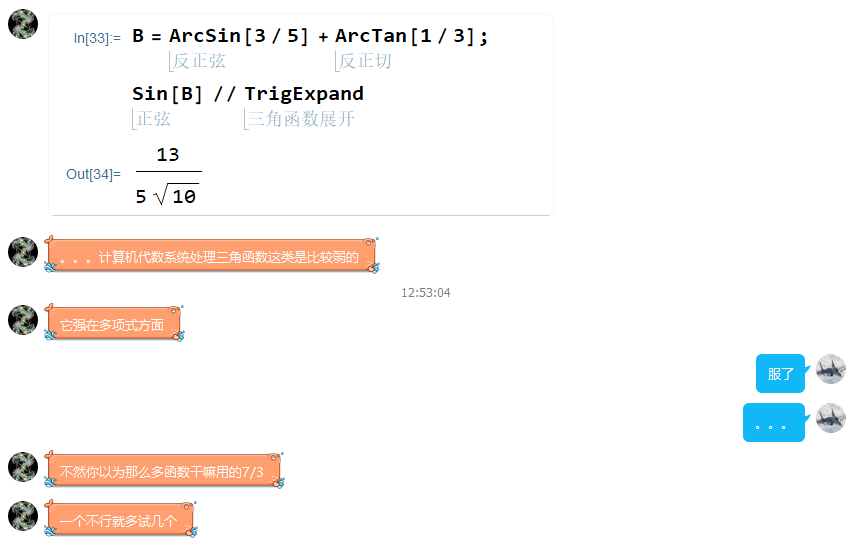 In[33]:= B = ArcSin[3 / 5] + ArcTan[1 / 3];
反正弦 反正切
Sin[B] // TrigExpand
正弦 三角函数展开
Out[34]= 13
5 √10
。。。计算机代数系统处理三角函数这类是比较弱的
12:53:04
它强在多项式方面
服了
。。。
不然你以为那么多函数干嘛用的7/3
一个不行就多试几个